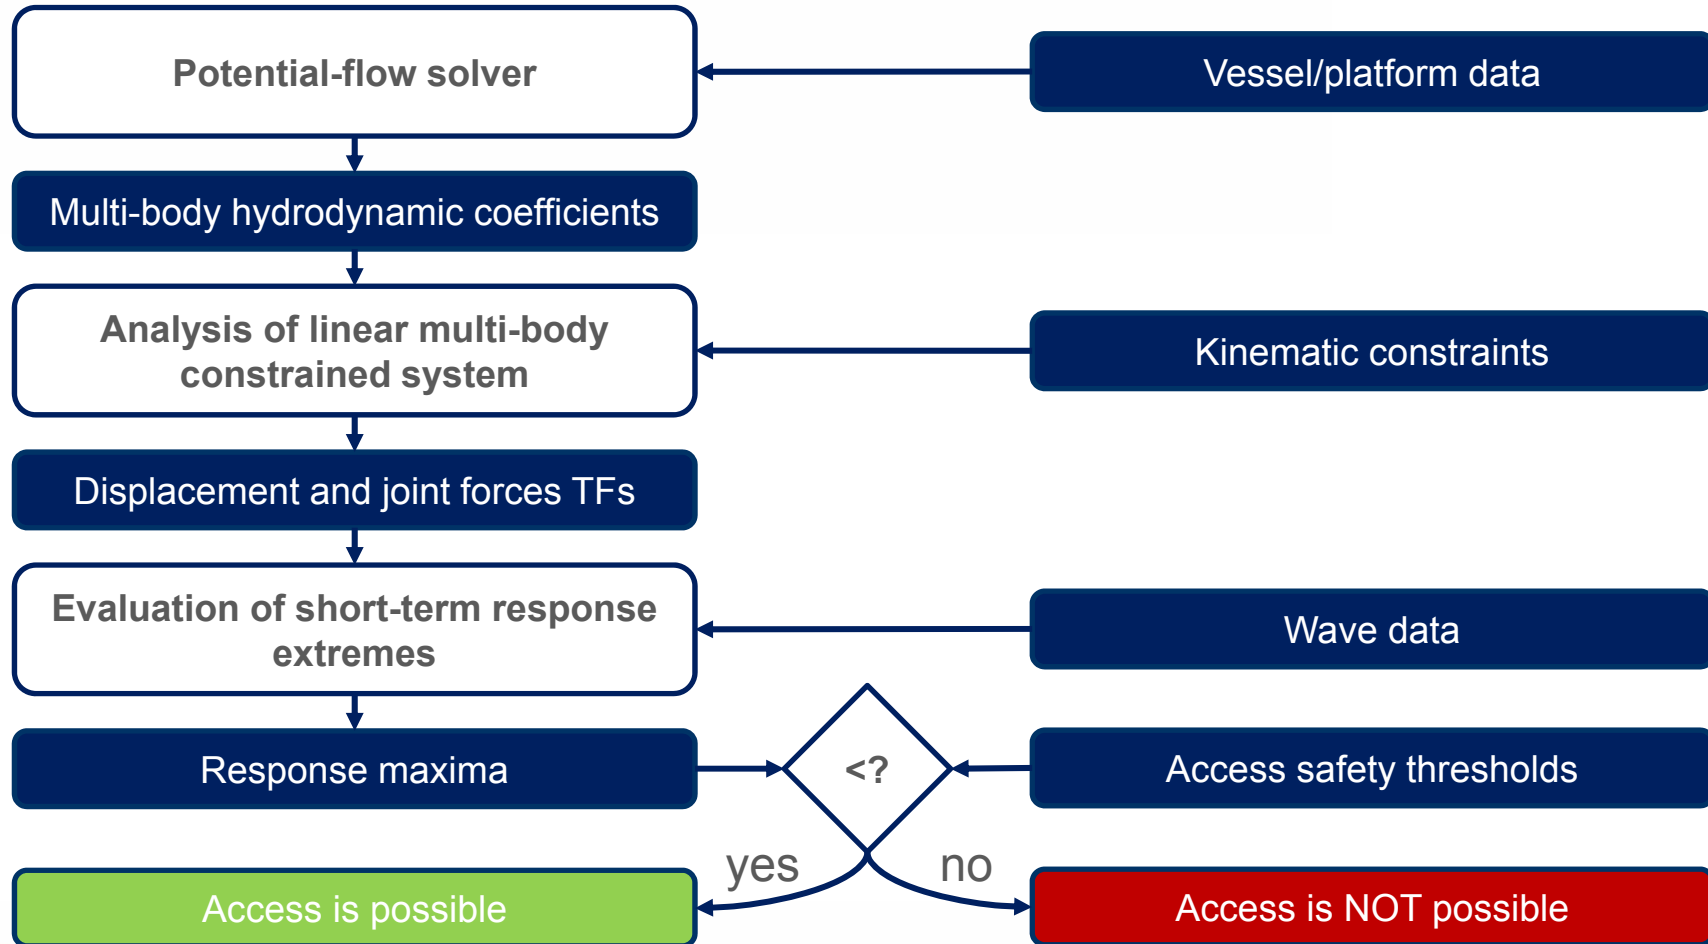 Potential-flow solver
Vessel/platform data
Multi-body hydrodynamic coefficients
Analysis of linear multi-body
constrained system
Kinematic constraints
Displacement and joint forces TFs
Evaluation of short-term response
extremes
Wave data
Response maxima
<?
Access safety thresholds
yes
no
Access is possible
Access is NOT possible